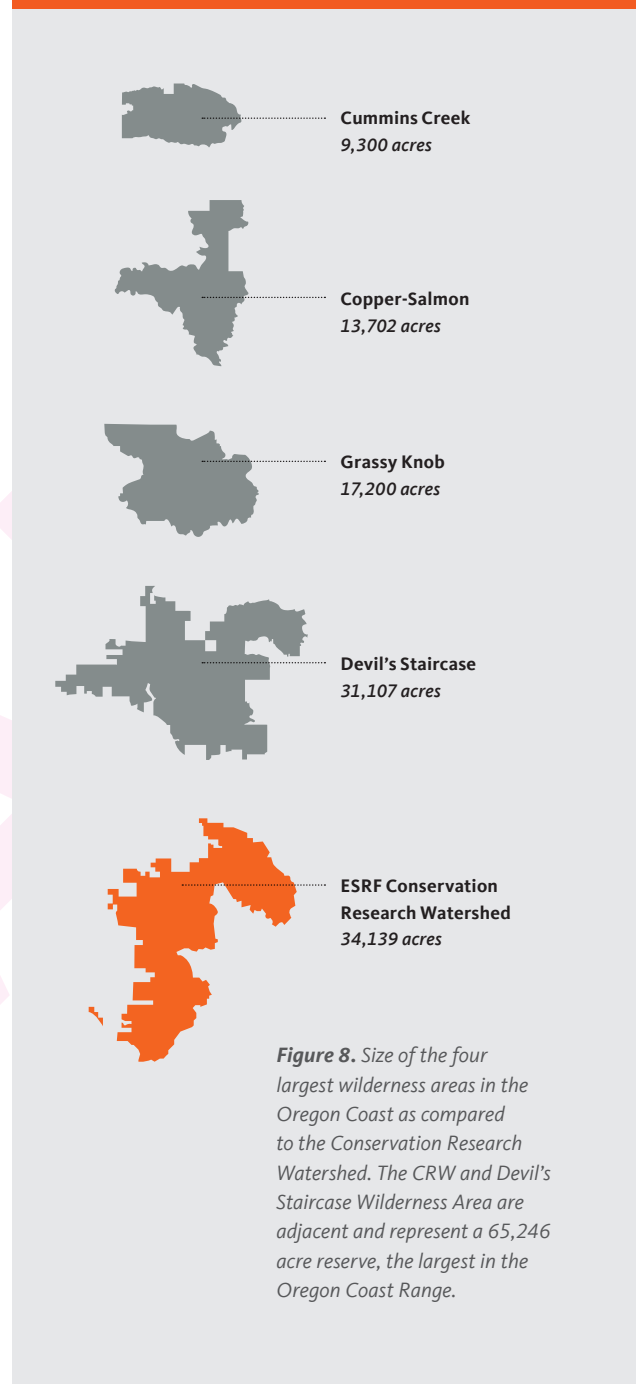 Cummins Creek
9,300 acres
Copper-Salmon
13,702 acres
Grassy Knob
17,200 acres
Devil’s Staircase
31,107 acres
ESRF Conservation
Research Watershed
34,139 acres
Figure 8. Size of the four
largest wilderness areas in the
Oregon Coast as compared
to the Conservation Research
Watershed. The CRW and Devil’s
Staircase Wilderness Area are
adjacent and represent a 65,246
acre reserve, the largest in the
Oregon Coast Range.